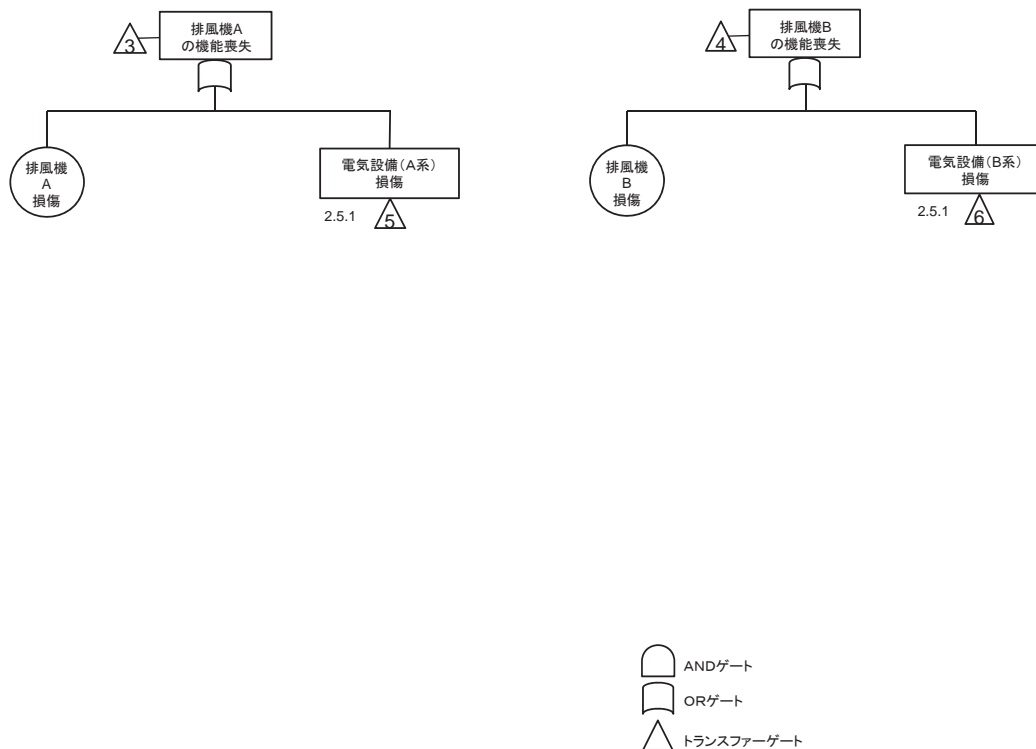 3
排風機A
の機能喪失
排風機
A
損傷
電気設備(A系)
損傷
2.5.1
5
4
排風機B
の機能喪失
排風機
B
損傷
電気設備(B系)
損傷
2.5.1
6
ANDゲート
ORゲート
トランスファーゲート